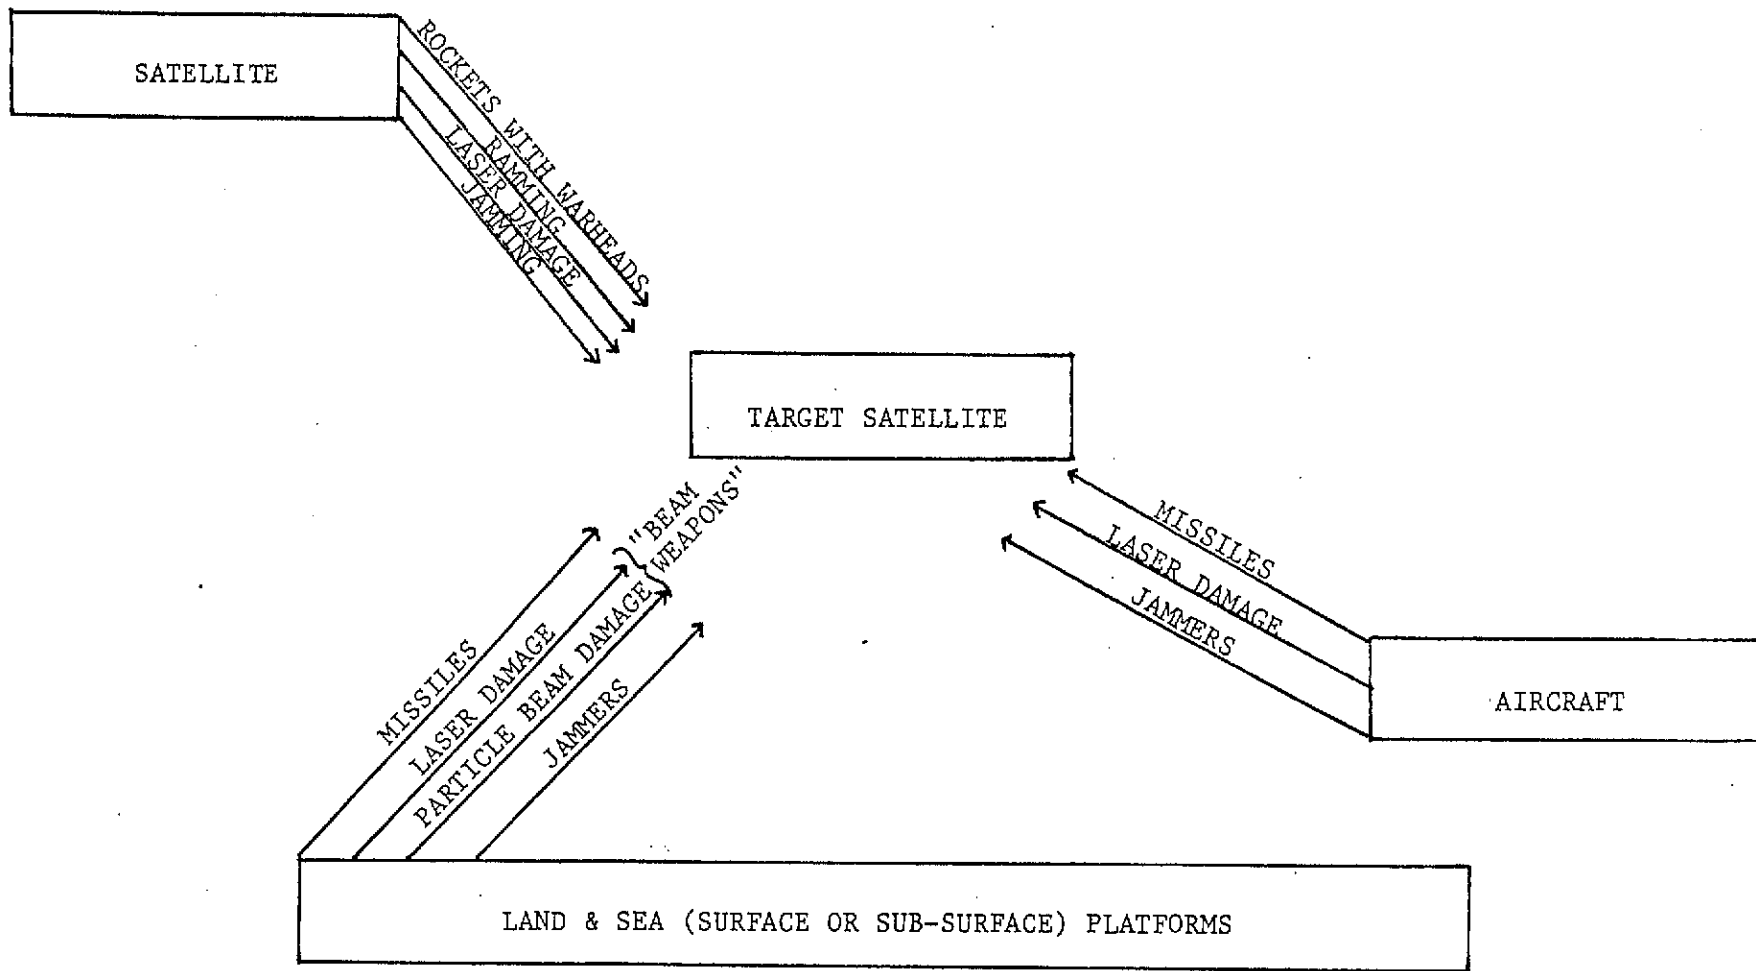 SATELLITE
ROCKETS WITH WARHEADS
RAMMING
LASER DAMAGE
JAMMING
TARGET SATELLITE
"BEAM
WEAPONS"
MISSILES
LASER DAMAGE
PARTICLE BEAM DAMAGE
JAMMERS
MISSILES
LASER DAMAGE
JAMMERS
AIRCRAFT
LAND & SEA (SURFACE OR SUB-SURFACE) PLATFORMS